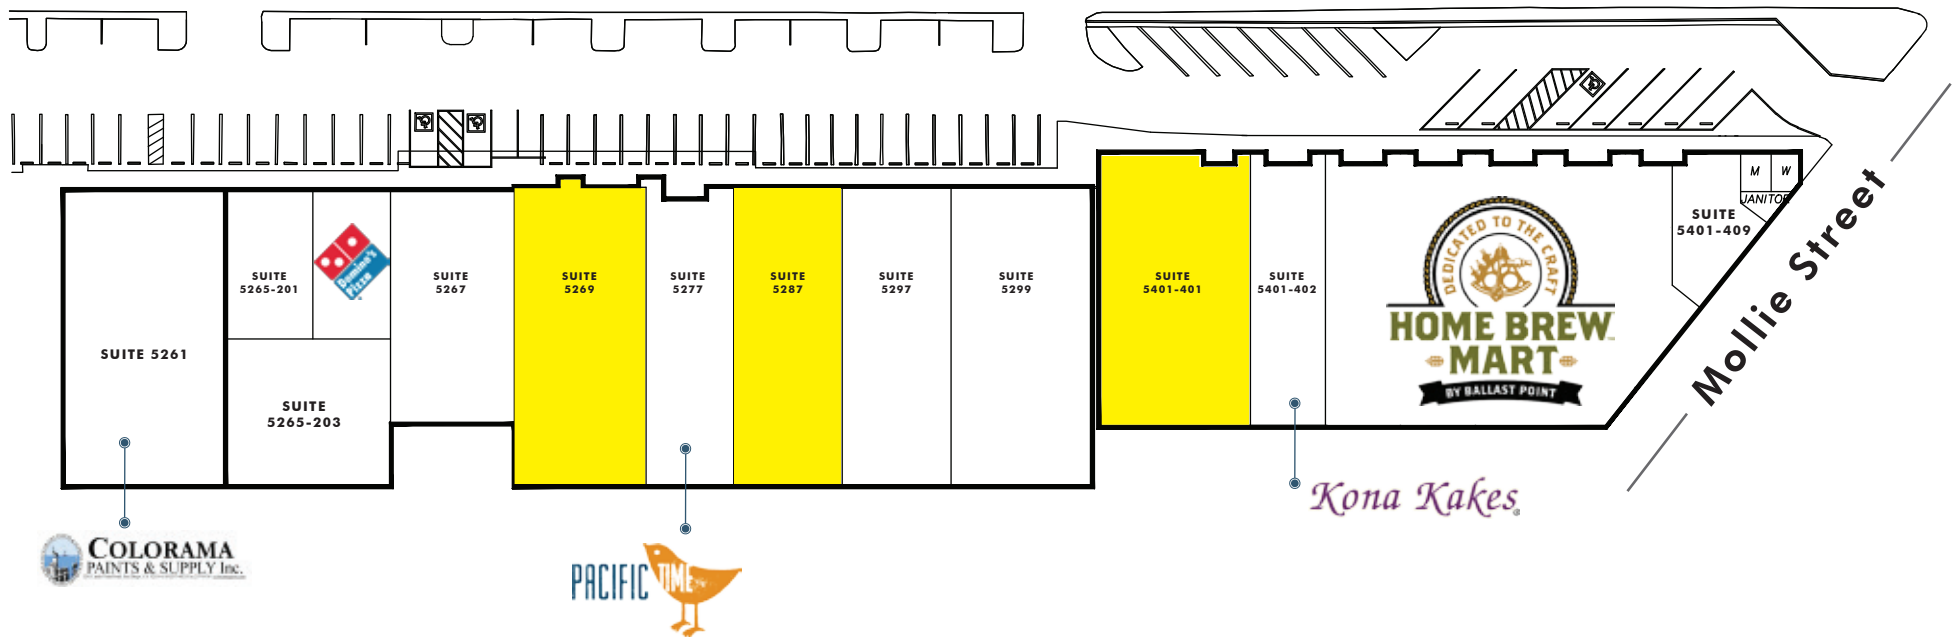 M W
JANITOR
SUITE
5401-409
SUITE 5261
SUITE
5265-201
Domino's
Pizza
SUITE
5265-203
SUITE
5267
SUITE
5269
SUITE
5277
SUITE
5287
SUITE
5297
SUITE
5299
SUITE
5401-401
SUITE
5401-402
DEDICATED TO THE CRAFT
HOME BREW
MART
BY BALLAST POINT
Mollie Street
Kona Kakes
COLORAMA
PAINTS & SUPPLY Inc.
PACIFIC TIME